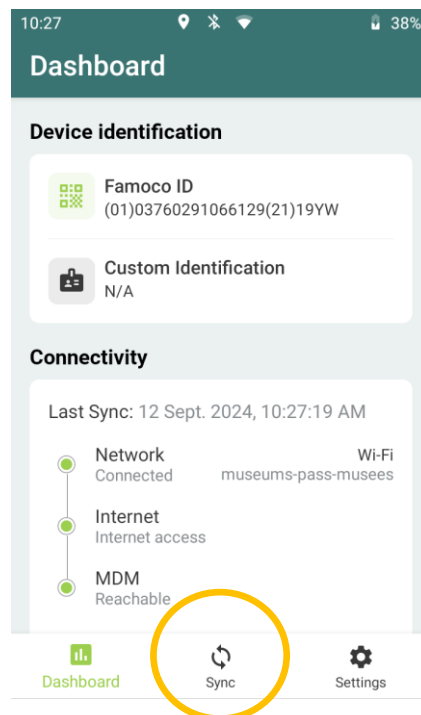 10:27 38%
Dashboard
Device identification
Famoco ID
(01)03760291066129(21)19YW
Custom Identification
N/A
Connectivity
Last Sync: 12 Sept. 2024, 10:27:19 AM
Network Wi-Fi
Connected museums-pass-musees
Internet
Internet access
MDM
Reachable
Dashboard Sync Settings